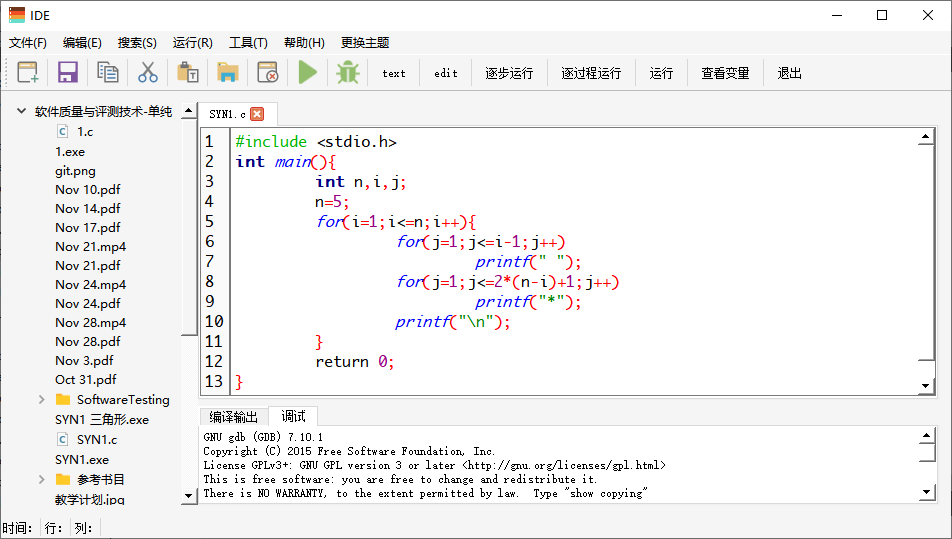 IDE
文件(F) 编辑(E) 搜索(S) 运行(R) 工具(T) 帮助(H) 更换主题
text edit 逐步运行 逐过程运行 运行 查看变量 退出
软件质量与评测技术-单纯
1.c
1.exe
git.png
Nov 10.pdf
Nov 14.pdf
Nov 17.pdf
Nov 21.mp4
Nov 21.pdf
Nov 24.mp4
Nov 24.pdf
Nov 28.mp4
Nov 28.pdf
Nov 3.pdf
Oct 31.pdf
SoftwareTesting
SYN1 三角形.exe
SYN1.c
SYN1.exe
参考书目
教学计划.jpg
SYN1.c
1 #include <stdio.h>
2 int main(){
3 int n,i,j;
4 n=5;
5 for(i=1;i<=n;i++){
6 for(j=1;j<=i-1;j++)
7 printf(" ");
8 for(j=1;j<=2*(n-i)+1;j++)
9 printf("*");
10 printf("\n");
11 }
12 return 0;
13 }
编译输出 调试
GNU gdb (GDB) 7.10.1
Copyright (C) 2015 Free Software Foundation, Inc.
License GPLv3+: GNU GPL version 3 or later <http://gnu.org/licenses/gpl.html>
This is free software: you are free to change and redistribute it.
There is NO WARRANTY, to the extent permitted by law.  Type "show copying"
时间: 行: 列: